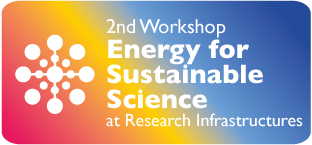 2nd Workshop
Energy for
Sustainable
Science
at Research Infrastructures